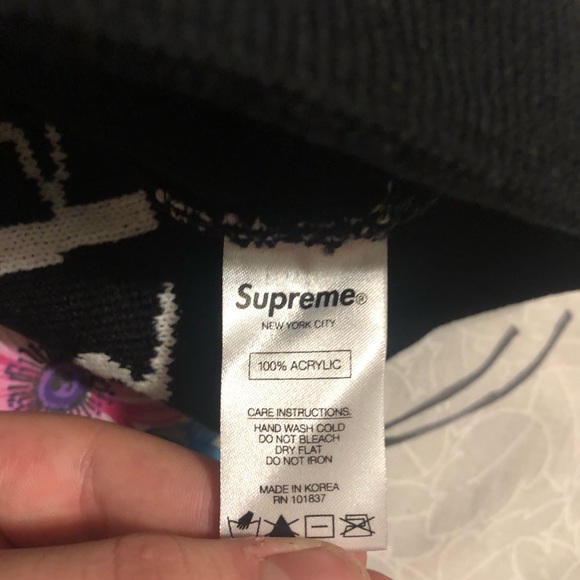 Supreme®
NEW YORK CITY
100% ACRYLIC
CARE INSTRUCTIONS.
HAND WASH COLD
DO NOT BLEACH
DRY FLAT
DO NOT IRON
MADE IN KOREA
RN 101837